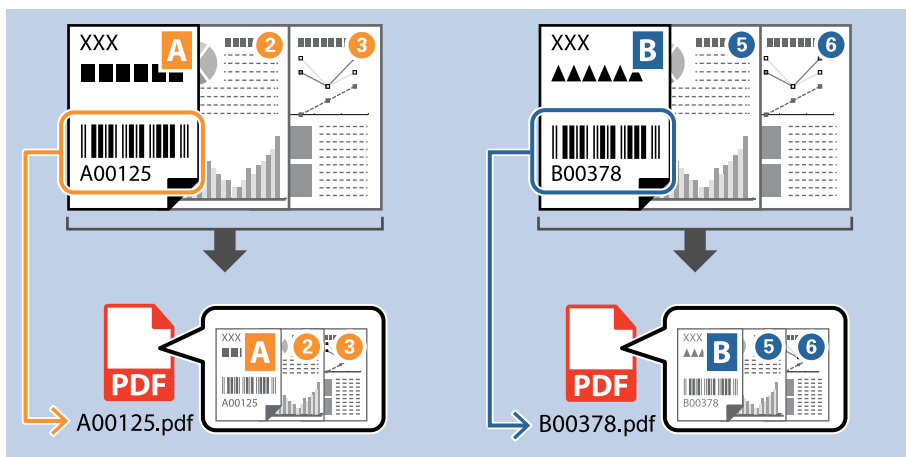 XXX
A
2
3
A00125
XXX
B
5
6
B00378
PDF
XXX
A
2
3
A00125
A00125.pdf
PDF
XXX
B
5
6
B00378
B00378.pdf